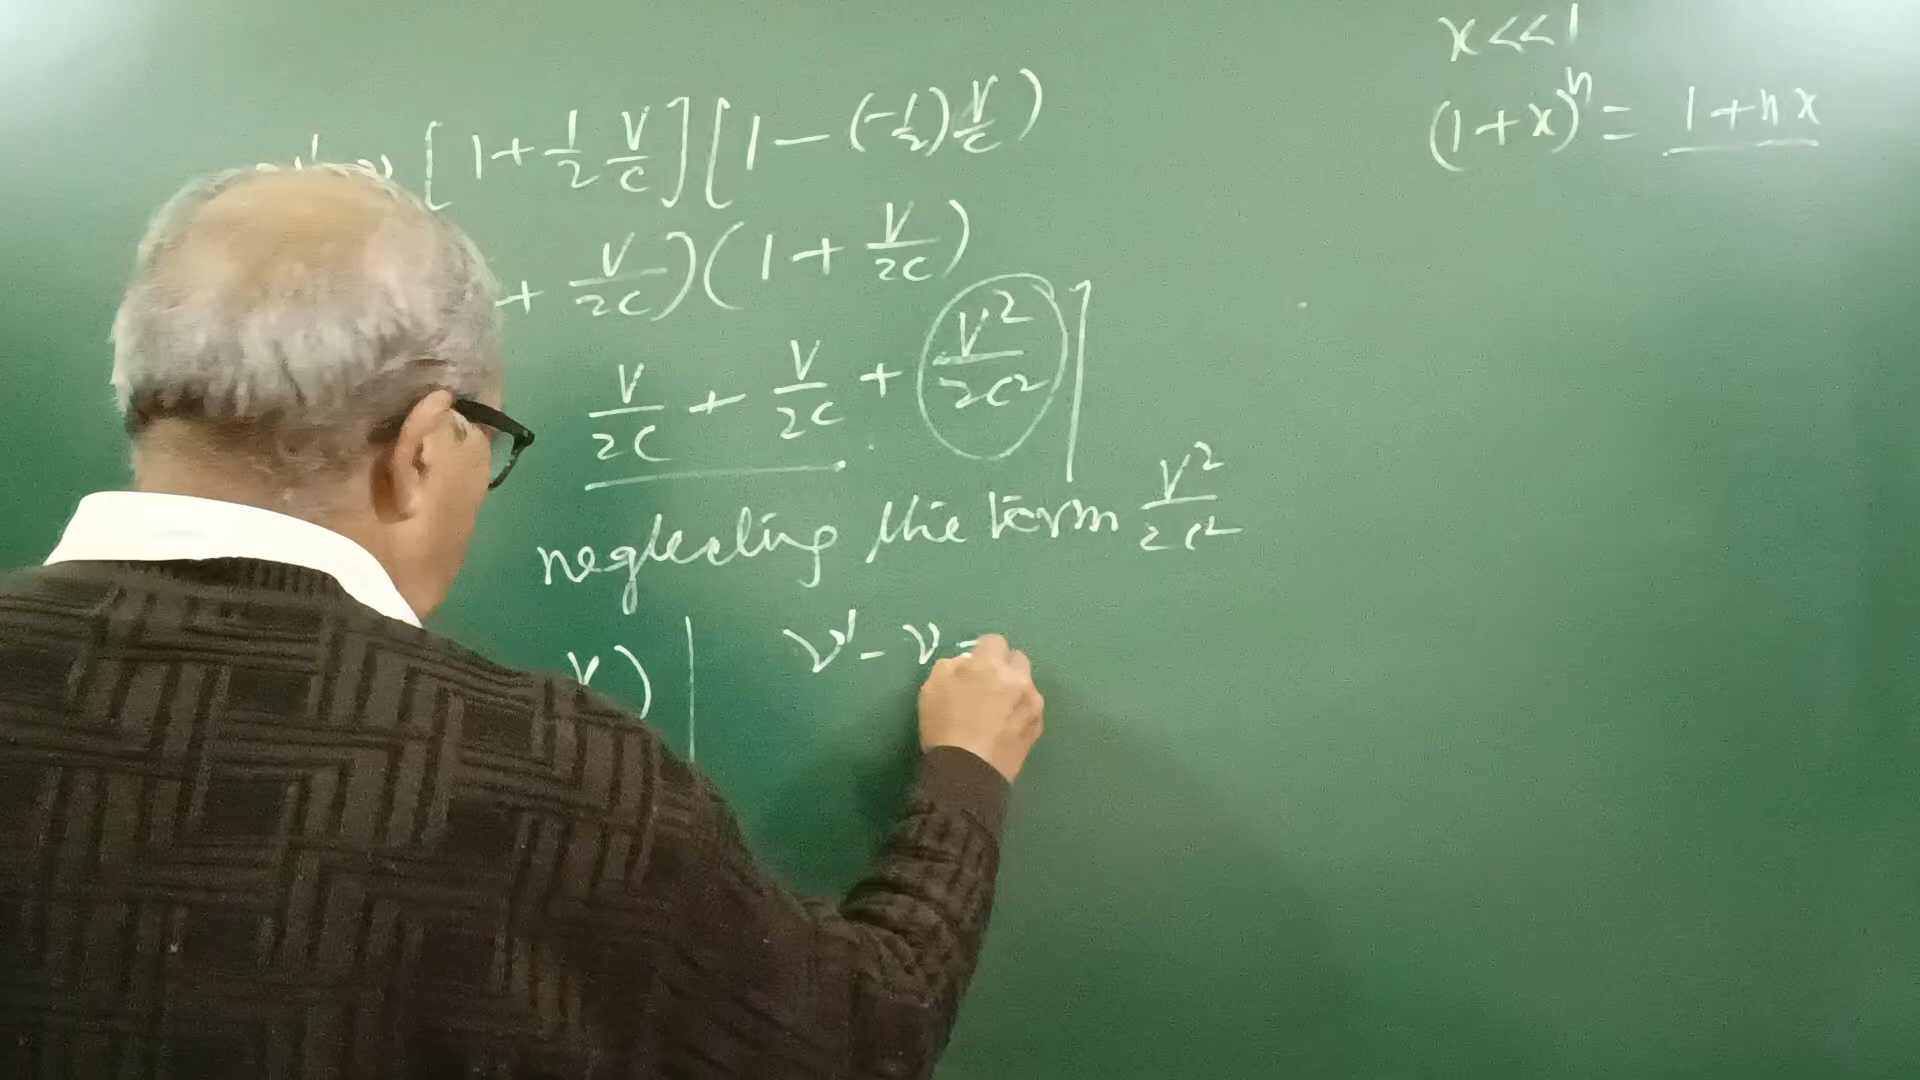 x<<1
(1+x)ⁿ = 1+nx
[1+½ V/c][1−(−½)V/c)
+ V/2c)(1+ V/2c)
V/2c + V/2c + V²/2c²]
neglecting the term V²/2c²
V)
ν' − ν =